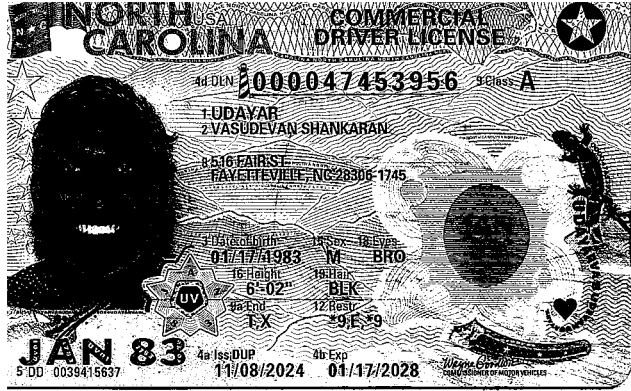 NORTH CAROLINA USA
COMMERCIAL
DRIVER LICENSE
4d DLN 000047453956 9 Class A
1 UDAYAR
2 VASUDEVAN SHANKARAN
8 516 FAIR ST
FAYETTEVILLE, NC 28306-1745
3 Date of Birth 15 Sex 18 Eyes
01/17/1983 M BRO
16 Height 19 Hair
6'-02" BLK
UV
9a End 12 Restr
T,X *9,E,*9
JAN 83
4a Iss DUP 4b Exp
11/08/2024 01/17/2028
5 DD 0039415637
COMMISSIONER OF MOTOR VEHICLES